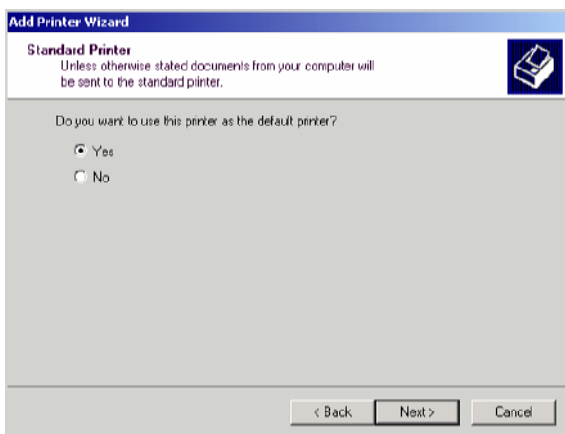 Add Printer Wizard
Standard Printer
Unless otherwise stated documents from your computer will
be sent to the standard printer.
Do you want to use this printer as the default printer?
Yes
No
< Back
Next >
Cancel